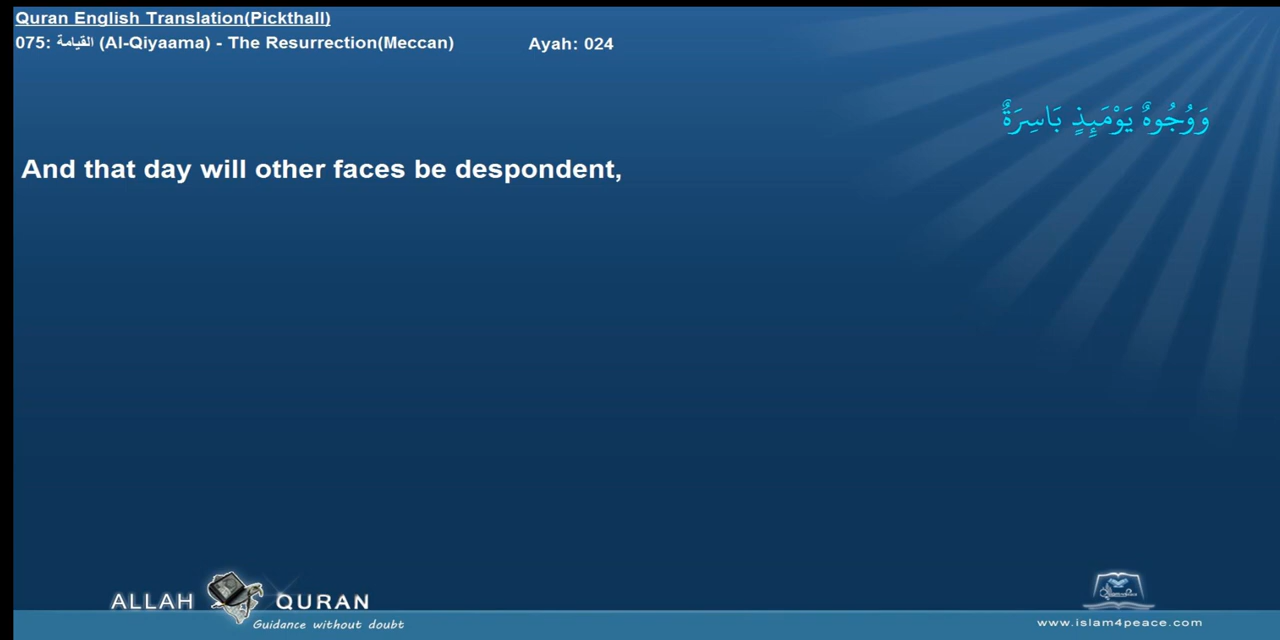 Quran English Translation(Pickthall)
075: القيامة (Al-Qiyaama) - The Resurrection(Meccan) Ayah: 024
وَوُجُوهٌ يَوْمَئِذٍ بَاسِرَةٌ
And that day will other faces be despondent,
ALLAH QURAN
Guidance without doubt
www.islam4peace.com